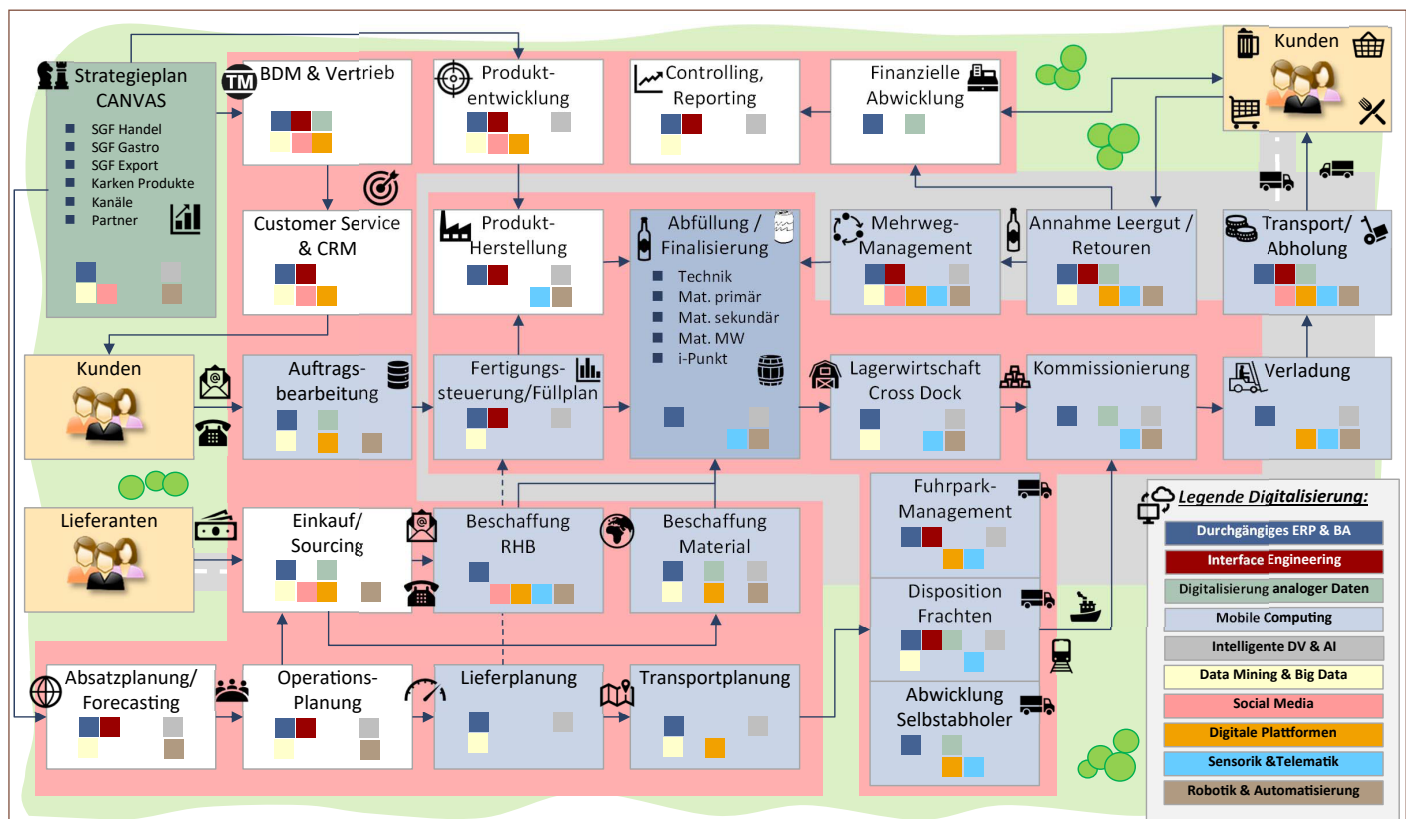 Strategieplan
CANVAS
SGF Handel
SGF Gastro
SGF Export
Karken Produkte
Kanäle
Partner
TM
BDM & Vertrieb
Produkt-
entwicklung
Controlling,
Reporting
Finanzielle
Abwicklung
Kunden
Customer Service
& CRM
Produkt-
Herstellung
Abfüllung /
Finalisierung
Technik
Mat. primär
Mat. sekundär
Mat. MW
i-Punkt
Mehrweg-
Management
Annahme Leergut /
Retouren
Transport/
Abholung
Kunden
@
Auftrags-
bearbeitung
Fertigungs-
steuerung/Füllplan
Lagerwirtschaft
Cross Dock
Kommissionierung
Verladung
Lieferanten
Einkauf/
Sourcing
@
Beschaffung
RHB
Beschaffung
Material
Fuhrpark-
Management
Disposition
Frachten
Abwicklung
Selbstabholer
Absatzplanung/
Forecasting
Operations-
Planung
Lieferplanung
Transportplanung
Legende Digitalisierung:
Durchgängiges ERP & BA
Interface Engineering
Digitalisierung analoger Daten
Mobile Computing
Intelligente DV & AI
Data Mining & Big Data
Social Media
Digitale Plattformen
Sensorik &Telematik
Robotik & Automatisierung